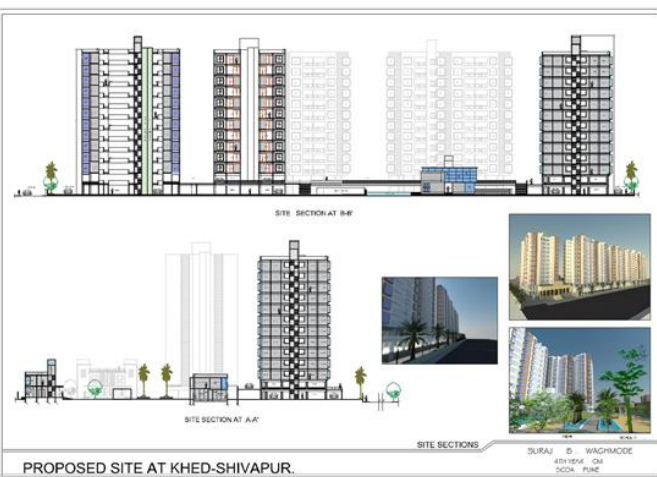 SITE SECTION AT B-B'
SITE SECTION AT A-A'
SITE SECTIONS
PROPOSED SITE AT KHED-SHIVAPUR.
SURAJ B. WAGHMODE
4TH YEAR
SCOA PUNE